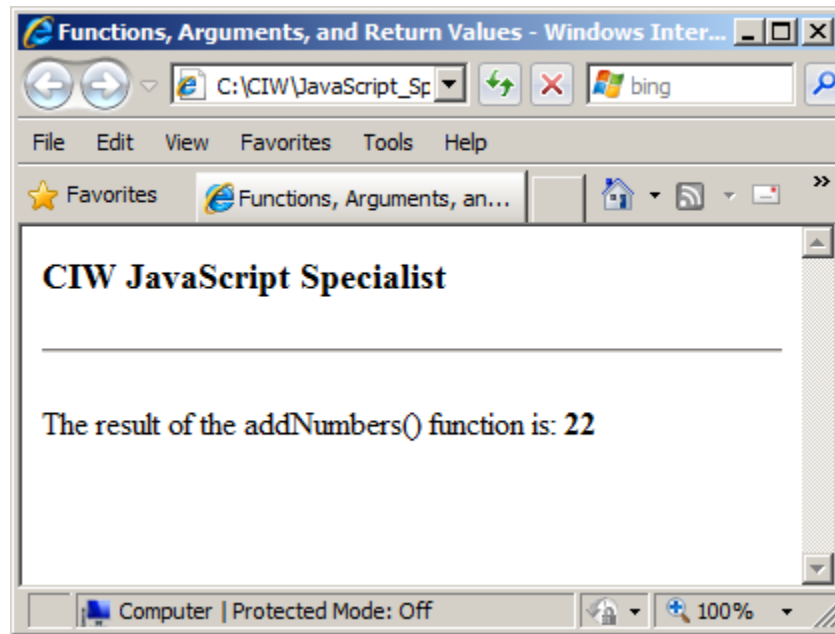 Functions, Arguments, and Return Values - Windows Inter...
C:\CIW\JavaScript_Sp
bing
File Edit View Favorites Tools Help
Favorites
Functions, Arguments, an...
»
CIW JavaScript Specialist
The result of the addNumbers() function is: 22
Computer | Protected Mode: Off
100%